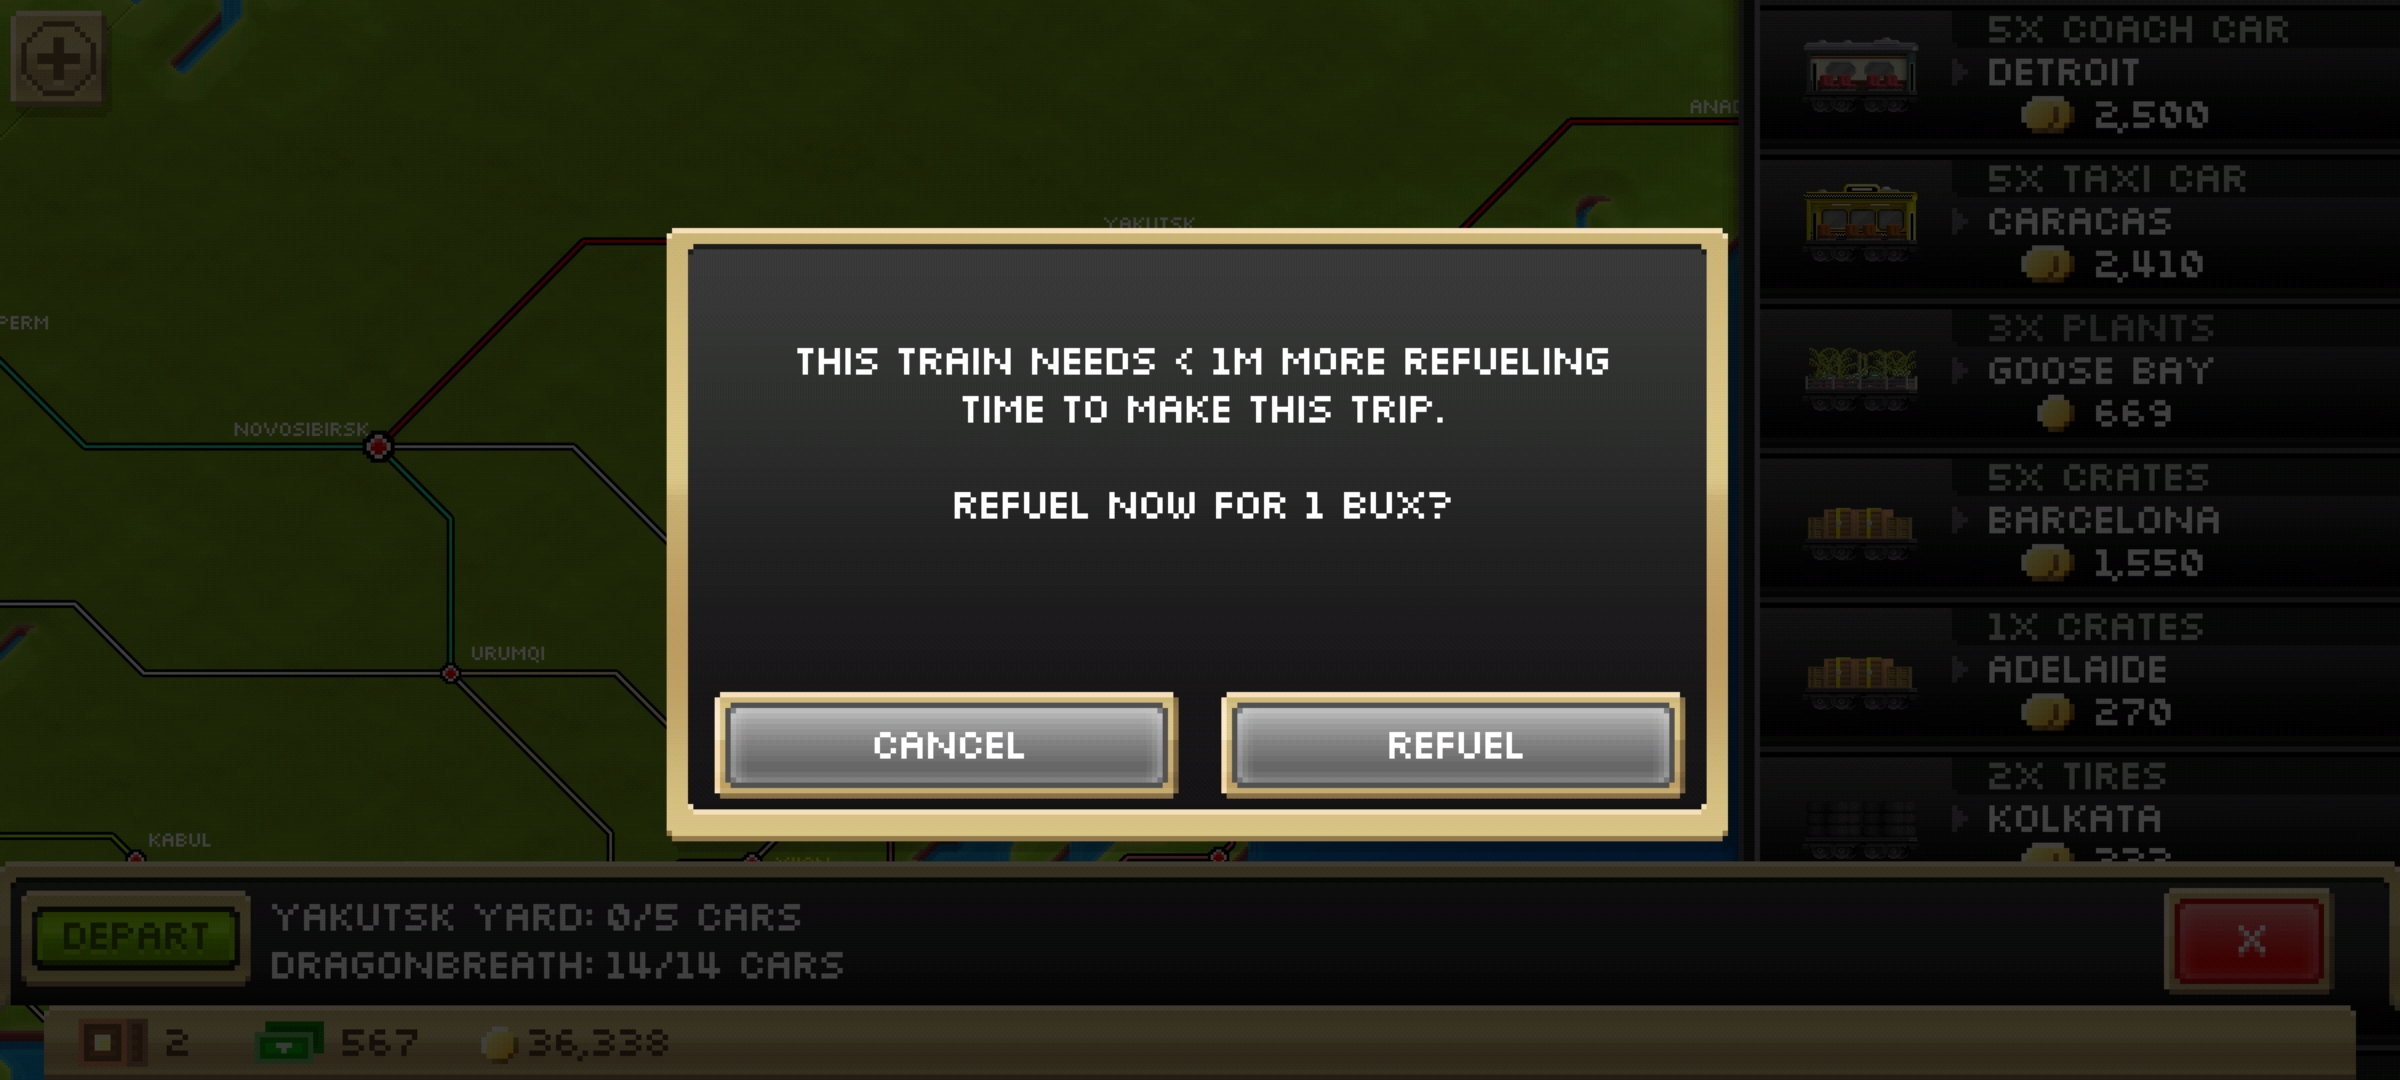 5X COACH CAR
DETROIT
2,500
ANAD
5X TAXI CAR
CARACAS
2,410
YAKUTSK
PERM
3X PLANTS
GOOSE BAY
669
THIS TRAIN NEEDS < 1M MORE REFUELING
TIME TO MAKE THIS TRIP.
REFUEL NOW FOR 1 BUX?
NOVOSIBIRSK
5X CRATES
BARCELONA
1,550
URUMQI
1X CRATES
ADELAIDE
270
CANCEL
REFUEL
2X TIRES
KOLKATA
KABUL
DEPART
YAKUTSK YARD: 0/5 CARS
DRAGONBREATH: 14/14 CARS
X
2
567
36,338